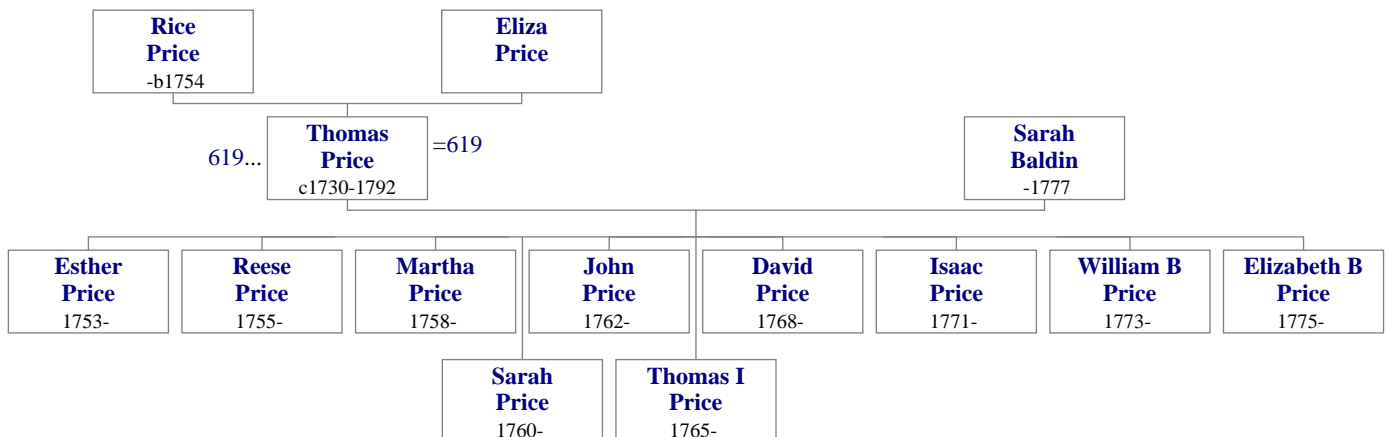 Rice
Price
-b1754
Eliza
Price
619...
Thomas
Price
c1730-1792
=619
Sarah
Baldin
-1777
Esther
Price
1753-
Reese
Price
1755-
Martha
Price
1758-
John
Price
1762-
David
Price
1768-
Isaac
Price
1771-
William B
Price
1773-
Elizabeth B
Price
1775-
Sarah
Price
1760-
Thomas I
Price
1765-